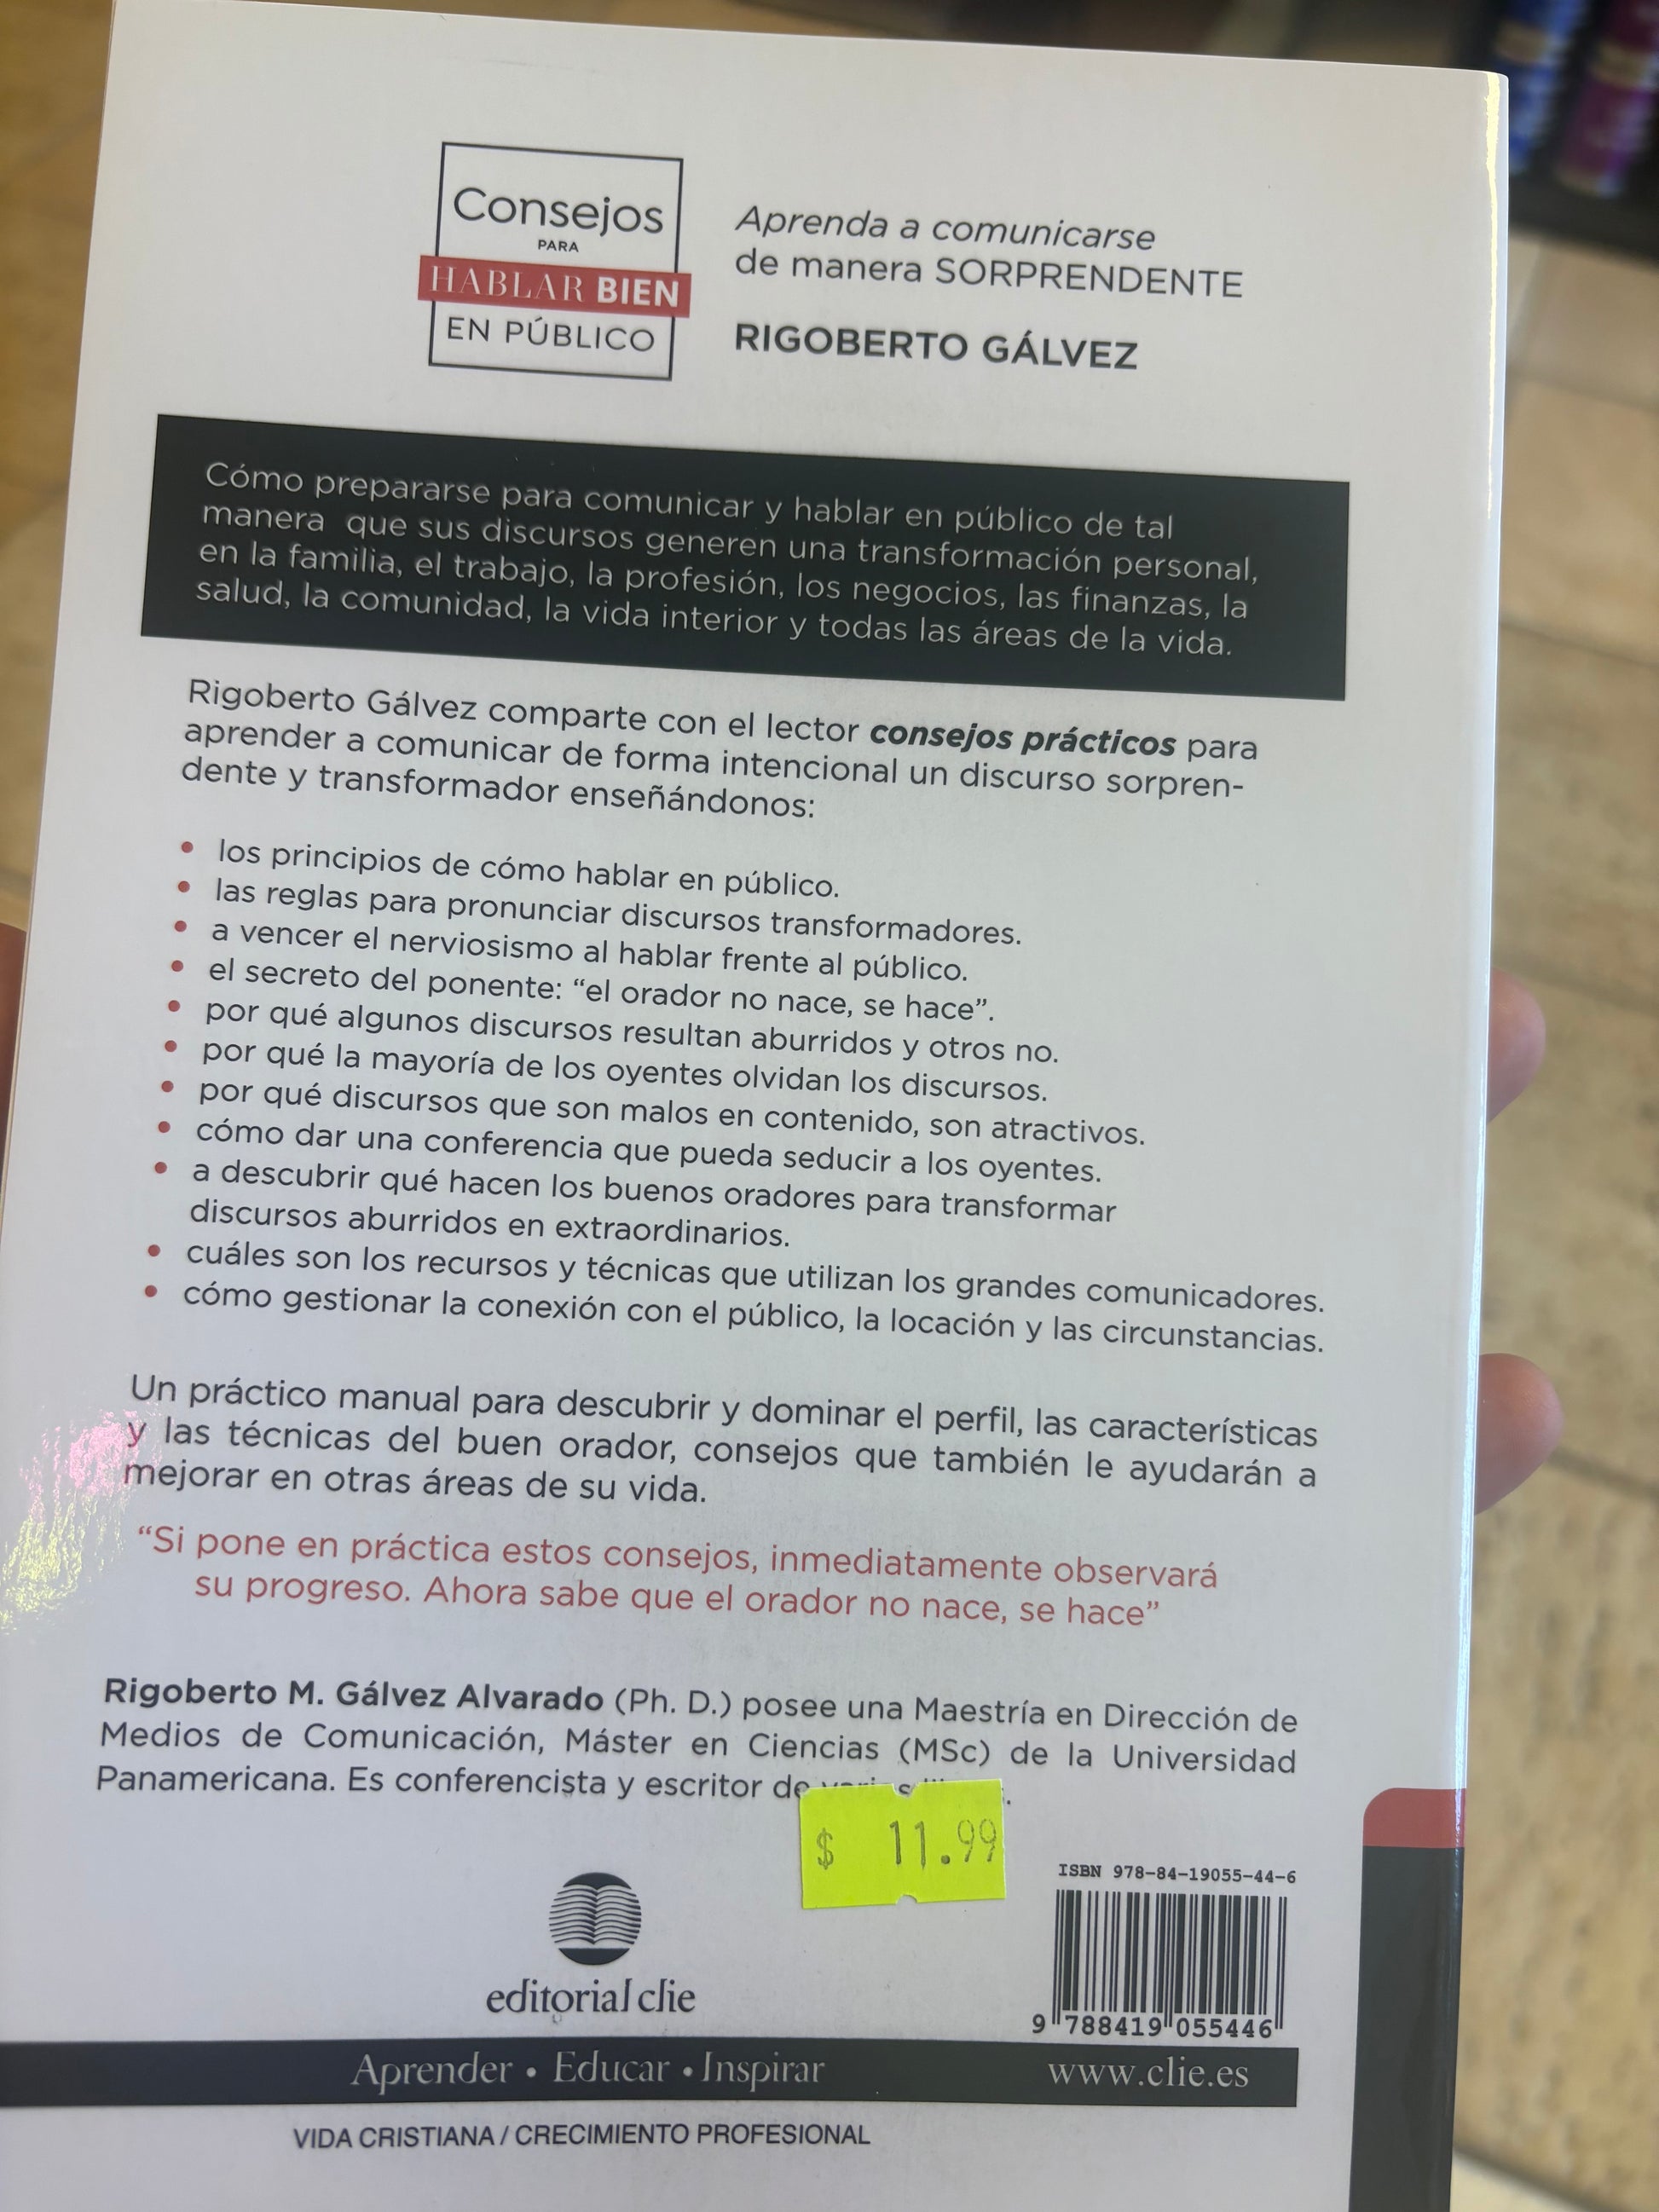 Consejos
PARA
HABLAR BIEN
EN PÚBLICO
Aprenda a comunicarse
de manera SORPRENDENTE
RIGOBERTO GÁLVEZ
Cómo prepararse para comunicar y hablar en público de tal
manera que sus discursos generen una transformación personal,
en la familia, el trabajo, la profesión, los negocios, las finanzas, la
salud, la comunidad, la vida interior y todas las áreas de la vida.
Rigoberto Gálvez comparte con el lector consejos prácticos para
aprender a comunicar de forma intencional un discurso sorpren-
dente y transformador enseñándonos:
• los principios de cómo hablar en público.
• las reglas para pronunciar discursos transformadores.
• a vencer el nerviosismo al hablar frente al público.
• el secreto del ponente: “el orador no nace, se hace”.
• por qué algunos discursos resultan aburridos y otros no.
• por qué la mayoría de los oyentes olvidan los discursos.
• por qué discursos que son malos en contenido, son atractivos.
• cómo dar una conferencia que pueda seducir a los oyentes.
• a descubrir qué hacen los buenos oradores para transformar
discursos aburridos en extraordinarios.
• cuáles son los recursos y técnicas que utilizan los grandes comunicadores.
• cómo gestionar la conexión con el público, la locación y las circunstancias.
Un práctico manual para descubrir y dominar el perfil, las características
y las técnicas del buen orador, consejos que también le ayudarán a
mejorar en otras áreas de su vida.
“Si pone en práctica estos consejos, inmediatamente observará
su progreso. Ahora sabe que el orador no nace, se hace”
Rigoberto M. Gálvez Alvarado (Ph. D.) posee una Maestría en Dirección de
Medios de Comunicación, Máster en Ciencias (MSc) de la Universidad
Panamericana. Es conferencista y escritor de
$ 11.99
ISBN 978-84-19055-44-6
9 788419 055446
editorial clie
Aprender • Educar • Inspirar
www.clie.es
VIDA CRISTIANA / CRECIMIENTO PROFESIONAL